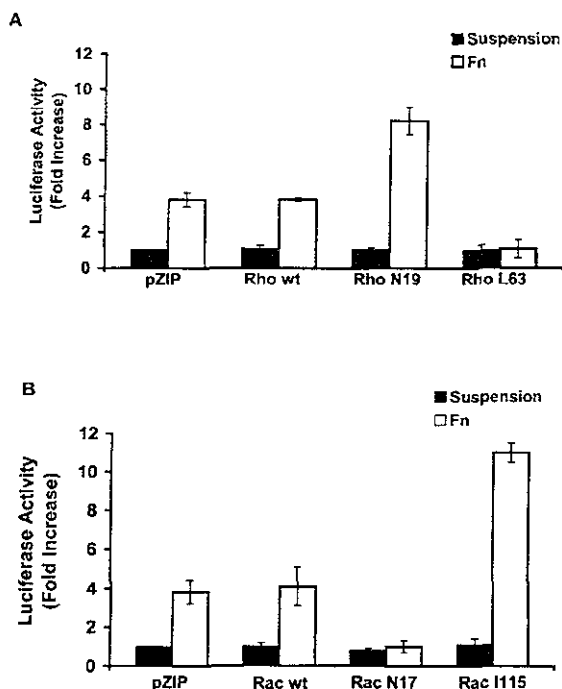 A
Suspension
Fn
Luciferase Activity
(Fold Increase)
12
10
8
6
4
2
0
pZIP Rho wt Rho N19 Rho L63
B
Suspension
Fn
Luciferase Activity
(Fold Increase)
12
10
8
6
4
2
0
pZIP Rac wt Rac N17 Rac I115